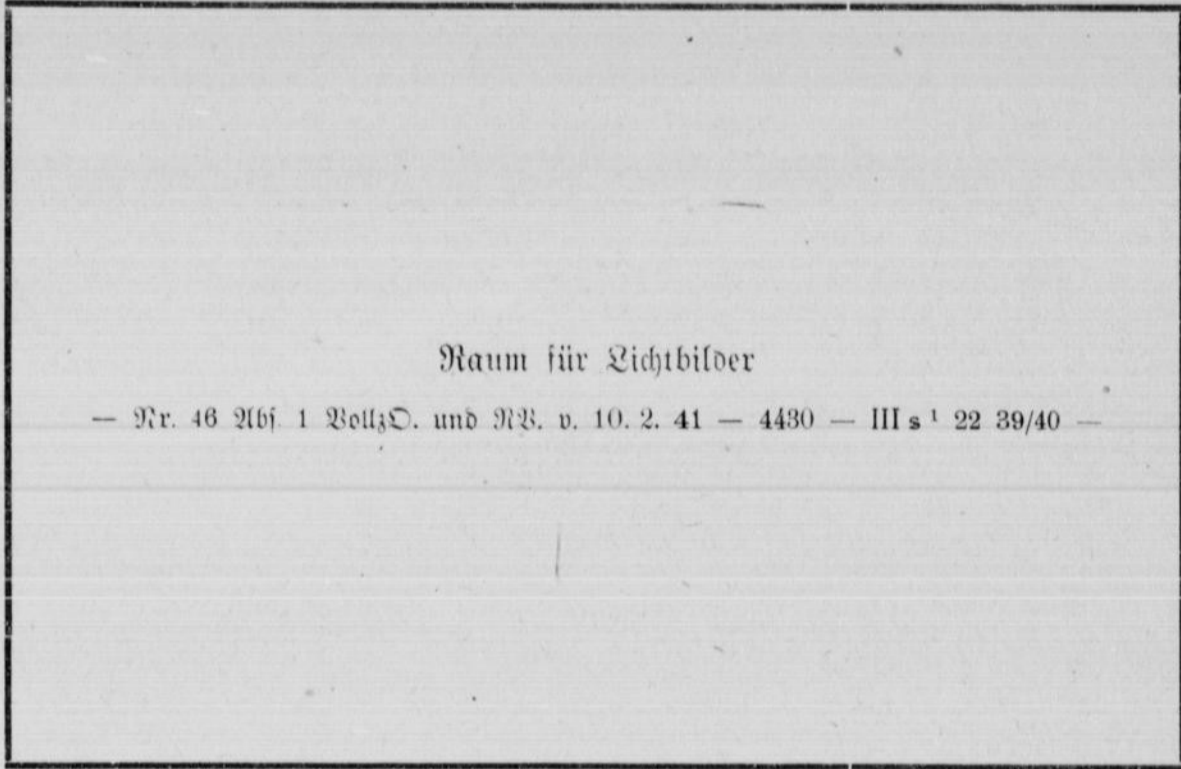 Raum für Lichtbilder
— Nr. 46 Abs. 1 VollzO. und RV. v. 10. 2. 41 — 4430 — III s ¹ 22 39/40 —